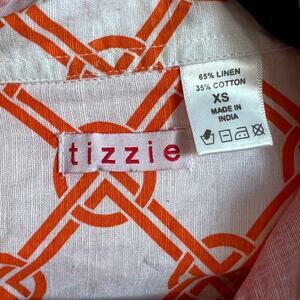 65% LINEN
35% COTTON
XS
MADE IN
INDIA
tizzie